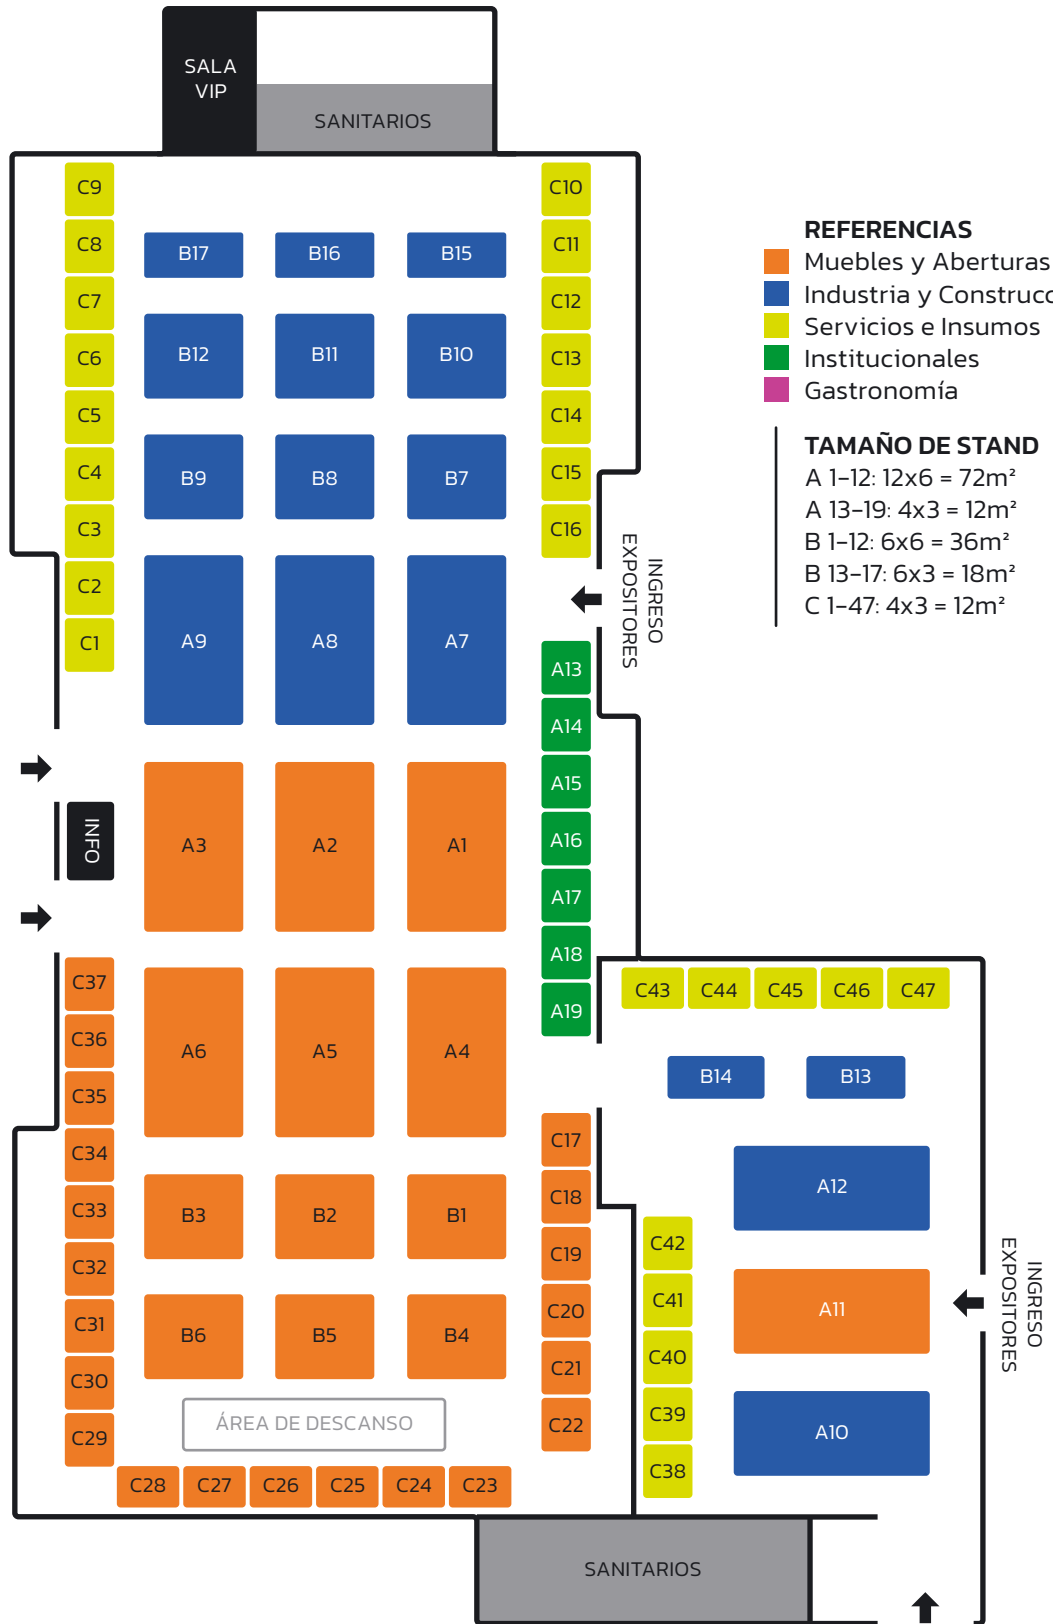 SALA
VIP
SANITARIOS
C9
C8
C7
C6
C5
C4
C3
C2
C1
B17
B16
B15
B12
B11
B10
B9
B8
B7
A9
A8
A7
C10
C11
C12
C13
C14
C15
C16
INGRESO
EXPOSITORES
REFERENCIAS
Muebles y Aberturas
Industria y Construcc
Servicios e Insumos
Institucionales
Gastronomía
TAMAÑO DE STAND
A 1-12: 12x6 = 72m²
A 13-19: 4x3 = 12m²
B 1-12: 6x6 = 36m²
B 13-17: 6x3 = 18m²
C 1-47: 4x3 = 12m²
A13
A14
A15
A16
A17
A18
A19
INFO
A3
A2
A1
A6
A5
A4
B3
B2
B1
B6
B5
B4
C37
C36
C35
C34
C33
C32
C31
C30
C29
ÁREA DE DESCANSO
C28
C27
C26
C25
C24
C23
C17
C18
C19
C20
C21
C22
C43
C44
C45
C46
C47
B14
B13
A12
A11
A10
C42
C41
C40
C39
C38
INGRESO
EXPOSITORES
SANITARIOS